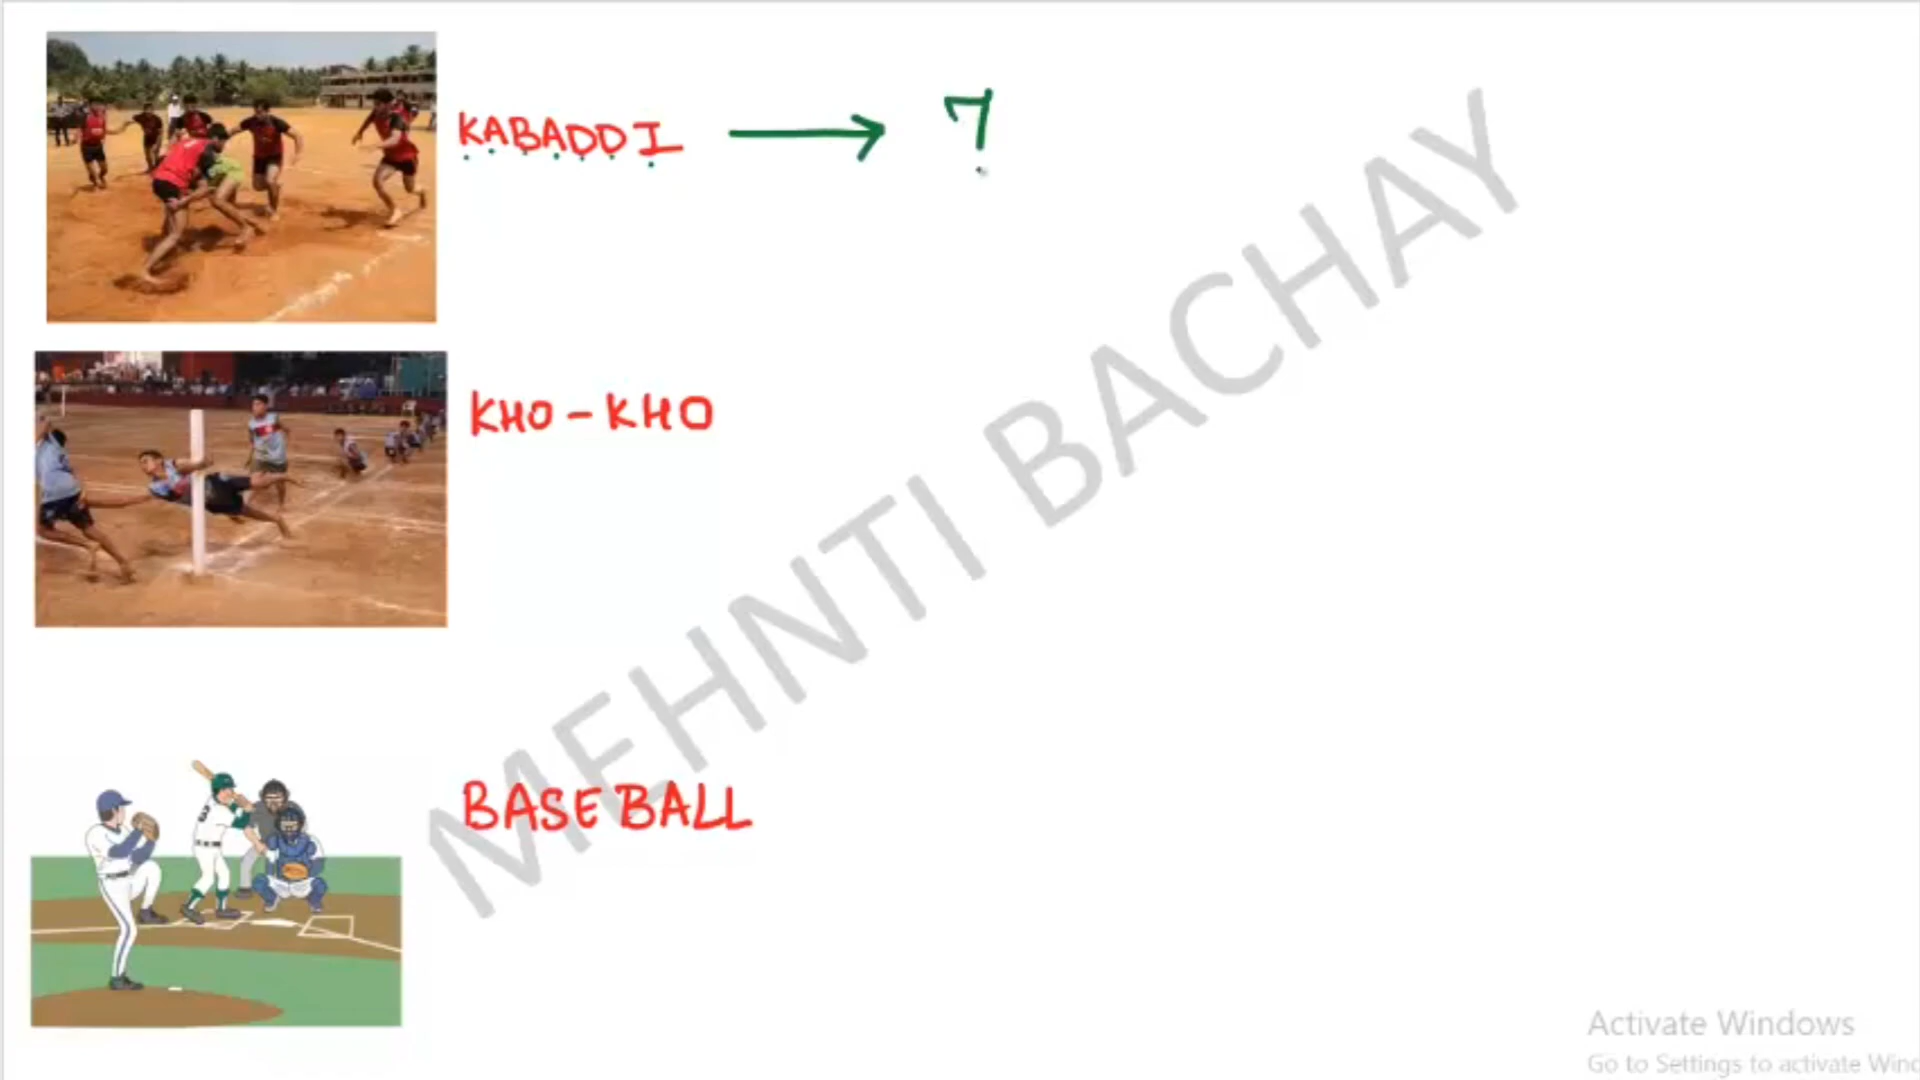 KABADDI → 7
KHO-KHO
BASEBALL
MEHNTI BACHAY
Activate Windows
Go to Settings to activate Wind